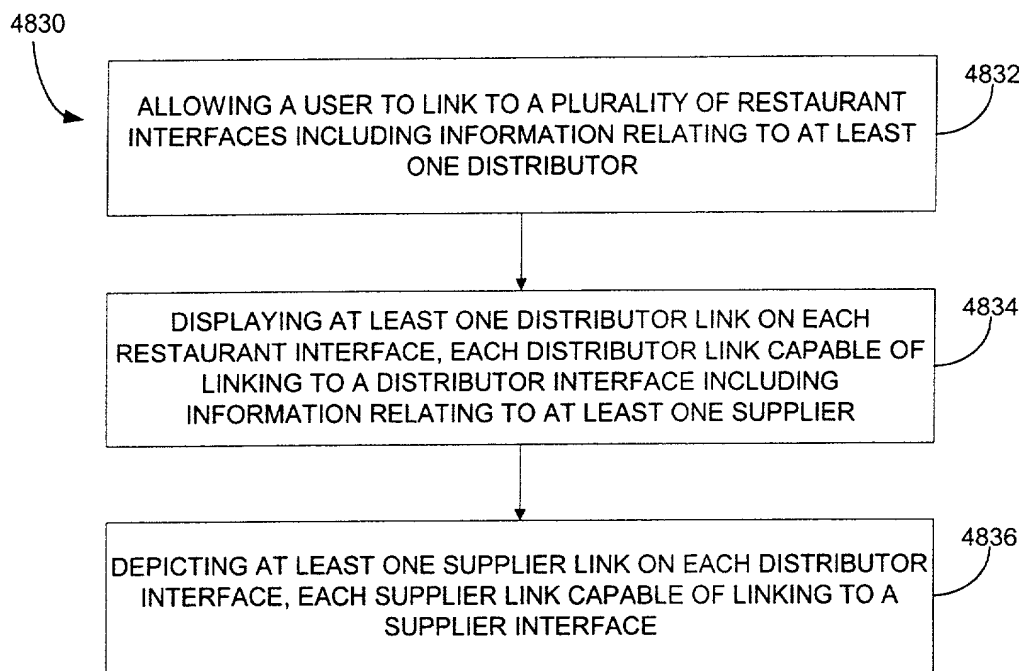 4830
4832
ALLOWING A USER TO LINK TO A PLURALITY OF RESTAURANT
INTERFACES INCLUDING INFORMATION RELATING TO AT LEAST
ONE DISTRIBUTOR
4834
DISPLAYING AT LEAST ONE DISTRIBUTOR LINK ON EACH
RESTAURANT INTERFACE, EACH DISTRIBUTOR LINK CAPABLE OF
LINKING TO A DISTRIBUTOR INTERFACE INCLUDING
INFORMATION RELATING TO AT LEAST ONE SUPPLIER
4836
DEPICTING AT LEAST ONE SUPPLIER LINK ON EACH DISTRIBUTOR
INTERFACE, EACH SUPPLIER LINK CAPABLE OF LINKING TO A
SUPPLIER INTERFACE